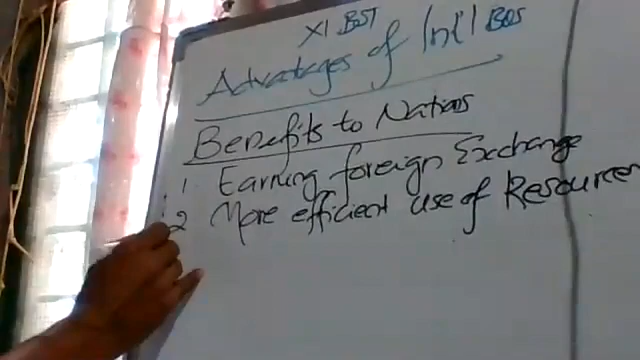 XI BST
Advantages of Int'l Bus
Benefits to Nations
1 Earning foreign Exchange
2 More efficient use of Resources